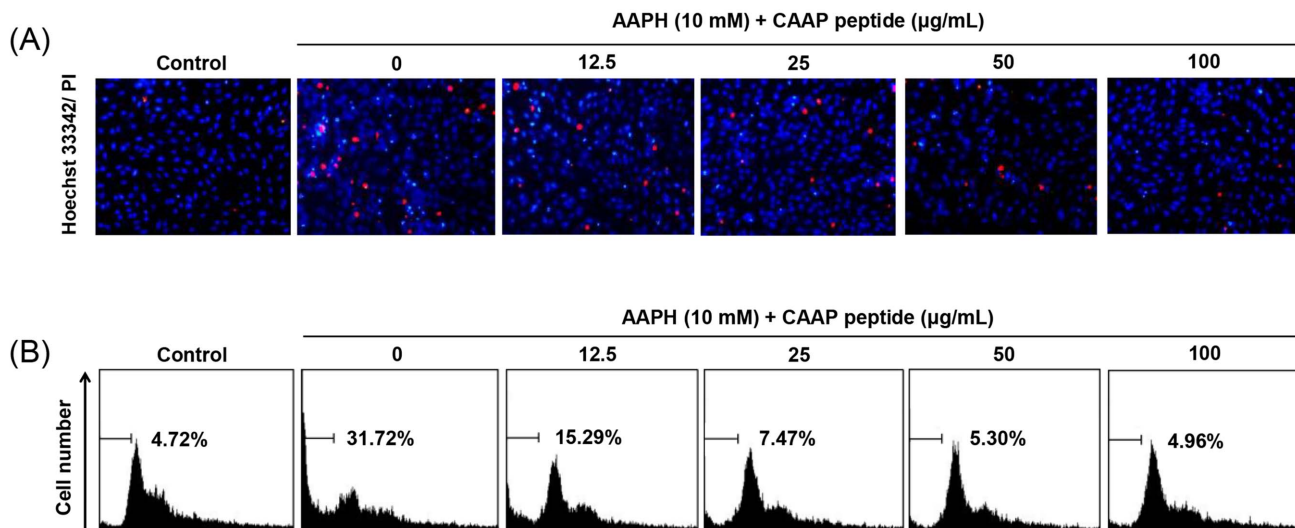 (A)
AAPH (10 mM) + CAAP peptide (µg/mL)
Control 0 12.5 25 50 100
Hoechst 33342/ PI
(B)
AAPH (10 mM) + CAAP peptide (µg/mL)
Control 0 12.5 25 50 100
Cell number
4.72% 31.72% 15.29% 7.47% 5.30% 4.96%